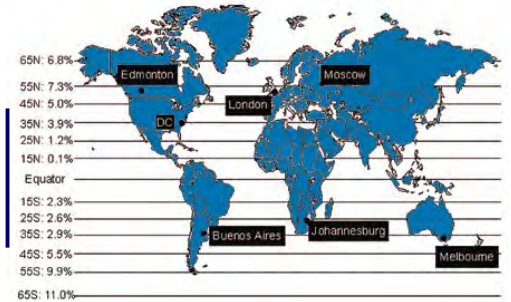 65N: 6.8%
Edmonton
Moscow
55N: 7.3%
45N: 5.0%
London
35N: 3.9%
DC
25N: 1.2%
15N: 0.1%
Equator
15S: 2.3%
25S: 2.6%
35S: 2.9%
Buenos Aires
Johannesburg
45S: 5.5%
Melbourne
55S: 9.9%
65S: 11.0%